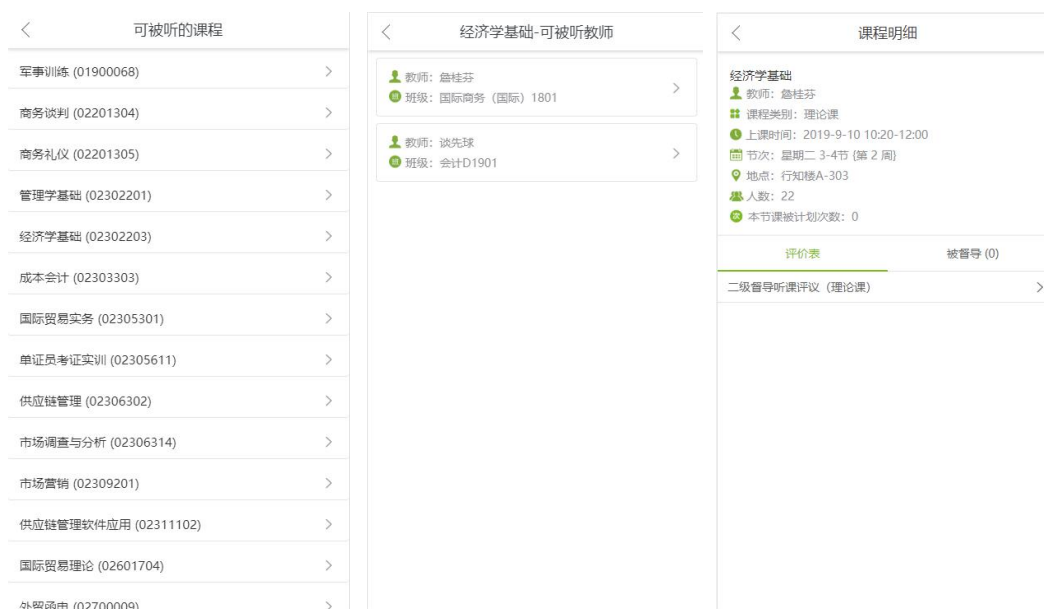 可被听的课程
军事训练 (01900068)
商务谈判 (02201304)
商务礼仪 (02201305)
管理学基础 (02302201)
经济学基础 (02302203)
成本会计 (02303303)
国际贸易实务 (02305301)
单证员考证实训 (02305611)
供应链管理 (02306302)
市场调查与分析 (02306314)
市场营销 (02309201)
供应链管理软件应用 (02311102)
国际贸易理论 (02601704)
外贸函电 (02700009)
经济学基础-可被听教师
教师：詹桂芬
班级：国际商务（国际）1801
教师：谈先球
班级：会计D1901
课程明细
经济学基础
教师：詹桂芬
课程类别：理论课
上课时间：2019-9-10 10:20-12:00
节次：星期二 3-4节 (第 2 周)
地点：行知楼A-303
人数：22
本节课被计划次数：0
评价表 被督导 (0)
二级督导听课评议（理论课）